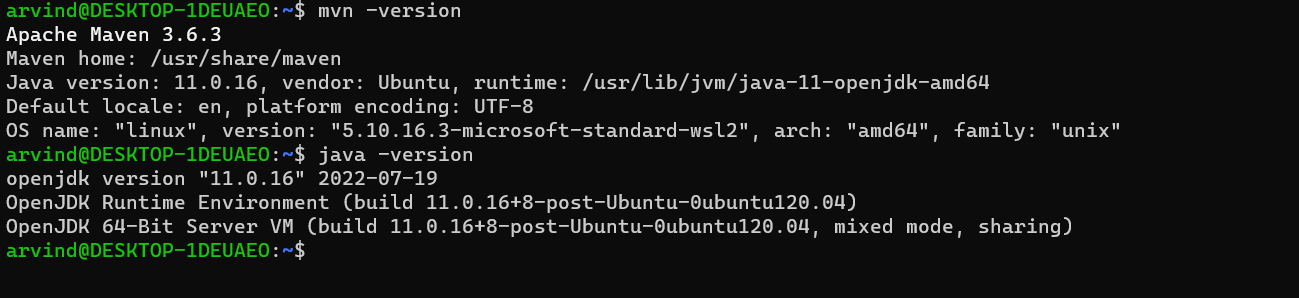 arvind@DESKTOP-1DEUAEO:~$ mvn -version
Apache Maven 3.6.3
Maven home: /usr/share/maven
Java version: 11.0.16, vendor: Ubuntu, runtime: /usr/lib/jvm/java-11-openjdk-amd64
Default locale: en, platform encoding: UTF-8
OS name: "linux", version: "5.10.16.3-microsoft-standard-wsl2", arch: "amd64", family: "unix"
arvind@DESKTOP-1DEUAEO:~$ java -version
openjdk version "11.0.16" 2022-07-19
OpenJDK Runtime Environment (build 11.0.16+8-post-Ubuntu-0ubuntu120.04)
OpenJDK 64-Bit Server VM (build 11.0.16+8-post-Ubuntu-0ubuntu120.04, mixed mode, sharing)
arvind@DESKTOP-1DEUAEO:~$